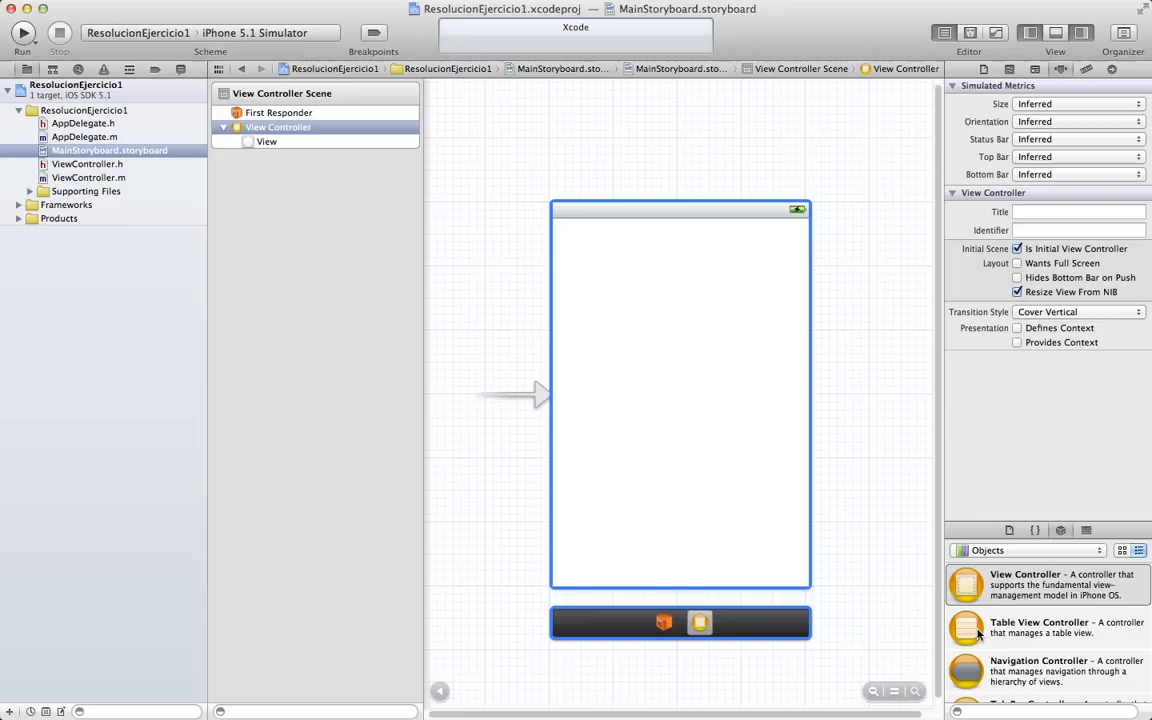 ResolucionEjercicio1.xcodeproj — MainStoryboard.storyboard
ResolucionEjercicio1 › iPhone 5.1 Simulator
Xcode
Run
Stop
Scheme
Breakpoints
Editor
View
Organizer
ResolucionEjercicio1
1 target, iOS SDK 5.1
ResolucionEjercicio1
AppDelegate.h
AppDelegate.m
MainStoryboard.storyboard
ViewController.h
ViewController.m
Supporting Files
Frameworks
Products
ResolucionEjercicio1
ResolucionEjercicio1
MainStoryboard.sto...
MainStoryboard.sto...
View Controller Scene
View Controller
View Controller Scene
First Responder
View Controller
View
Simulated Metrics
Size Inferred
Orientation Inferred
Status Bar Inferred
Top Bar Inferred
Bottom Bar Inferred
View Controller
Title
Identifier
Initial Scene Is Initial View Controller
Layout Wants Full Screen
Hides Bottom Bar on Push
Resize View From NIB
Transition Style Cover Vertical
Presentation Defines Context
Provides Context
Objects
View Controller - A controller that
supports the fundamental view-
management model in iPhone OS.
Table View Controller - A controller
that manages a table view.
Navigation Controller - A controller
that manages navigation through a
hierarchy of views.